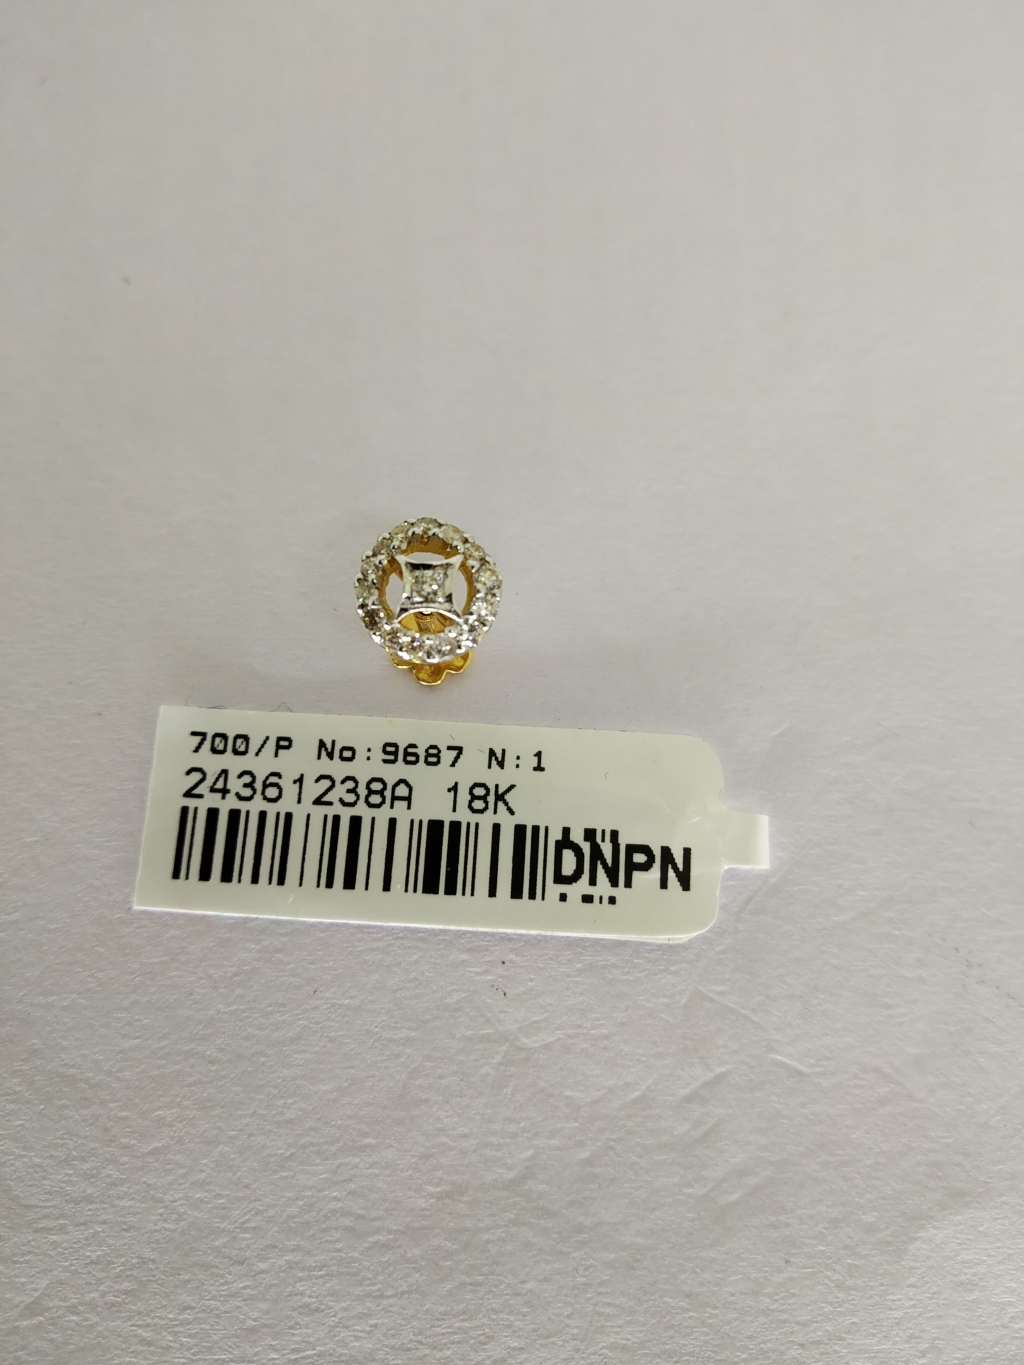 700/P No:9687 N:1
24361238A 18K
DNPN